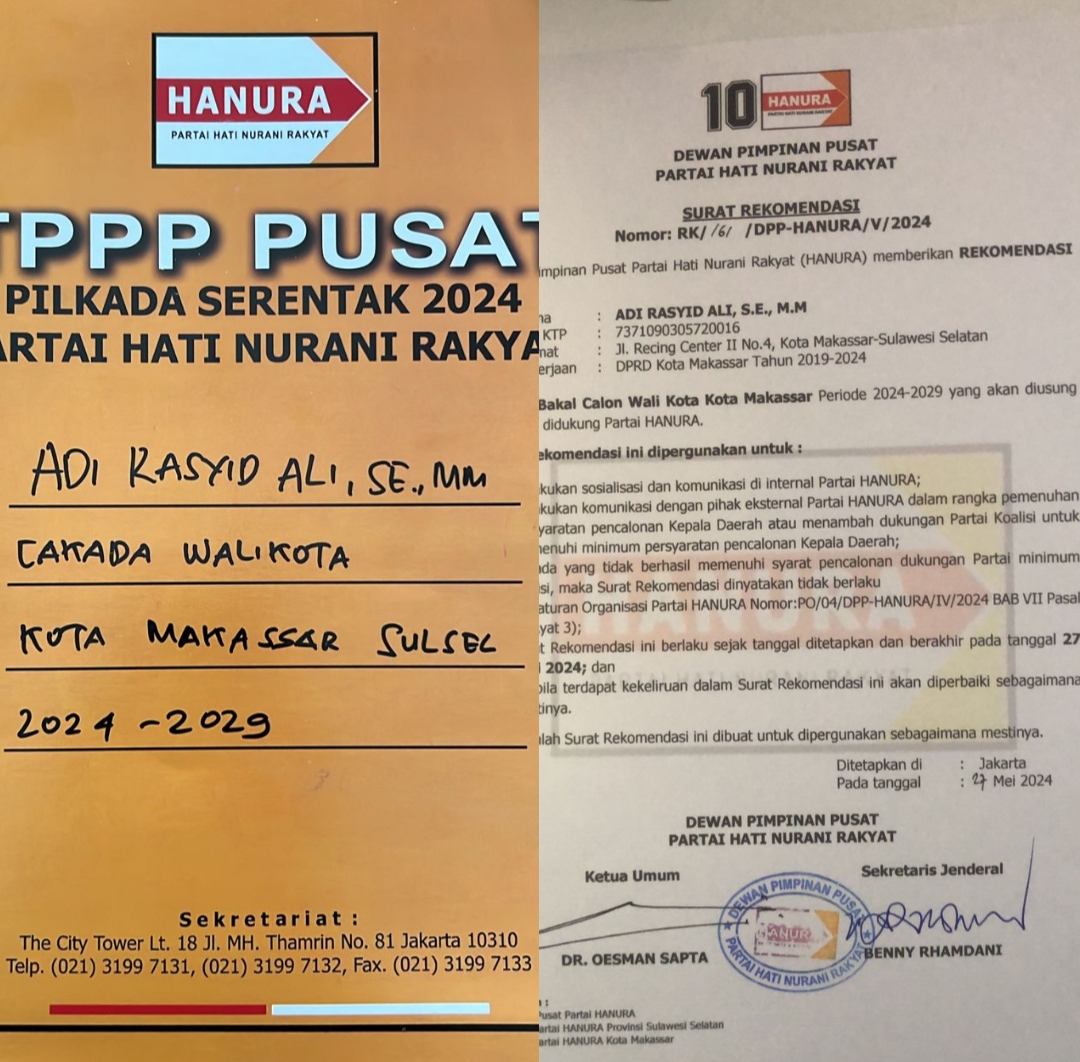 HANURA
PARTAI HATI NURANI RAKYAT
TPPP PUSAT
PILKADA SERENTAK 2024
ARTAI HATI NURANI RAKYA
ADI RASYID ALI, SE., MM
CAKADA WALIKOTA
KOTA MAKASSAR SULSEL
2024 - 2029
Sekretariat :
The City Tower Lt. 18 Jl. MH. Thamrin No. 81 Jakarta 10310
Telp. (021) 3199 7131, (021) 3199 7132, Fax. (021) 3199 7133
10 HANURA
DEWAN PIMPINAN PUSAT
PARTAI HATI NURANI RAKYAT
SURAT REKOMENDASI
Nomor: RK/161/DPP-HANURA/V/2024
impinan Pusat Partai Hati Nurani Rakyat (HANURA) memberikan REKOMENDASI
na : ADI RASYID ALI, S.E., M.M
KTP : 7371090305720016
nat : Jl. Recing Center II No.4, Kota Makassar-Sulawesi Selatan
erjaan : DPRD Kota Makassar Tahun 2019-2024
Bakal Calon Wali Kota Kota Makassar Periode 2024-2029 yang akan diusung
didukung Partai HANURA.
ekomendasi ini dipergunakan untuk :
kukan sosialisasi dan komunikasi di internal Partai HANURA;
kukan komunikasi dengan pihak eksternal Partai HANURA dalam rangka pemenuhan
yaratan pencalonan Kepala Daerah atau menambah dukungan Partai Koalisi untuk
enuhi minimum persyaratan pencalonan Kepala Daerah;
da yang tidak berhasil memenuhi syarat pencalonan dukungan Partai minimum
si, maka Surat Rekomendasi dinyatakan tidak berlaku
aturan Organisasi Partai HANURA Nomor:PO/04/DPP-HANURA/IV/2024 BAB VII Pasal
yat 3);
t Rekomendasi ini berlaku sejak tanggal ditetapkan dan berakhir pada tanggal 27
2024; dan
bila terdapat kekeliruan dalam Surat Rekomendasi ini akan diperbaiki sebagaimana
tinya.
lah Surat Rekomendasi ini dibuat untuk dipergunakan sebagaimana mestinya.
Ditetapkan di : Jakarta
Pada tanggal : 27 Mei 2024
DEWAN PIMPINAN PUSAT
PARTAI HATI NURANI RAKYAT
Ketua Umum Sekretaris Jenderal
DEWAN PIMPINAN PUSAT
HANURA
PARTAI HATI NURANI RAKYAT
DR. OESMAN SAPTA BENNY RHAMDANI
Pusat Partai HANURA
artai HANURA Provinsi Sulawesi Selatan
artai HANURA Kota Makassar